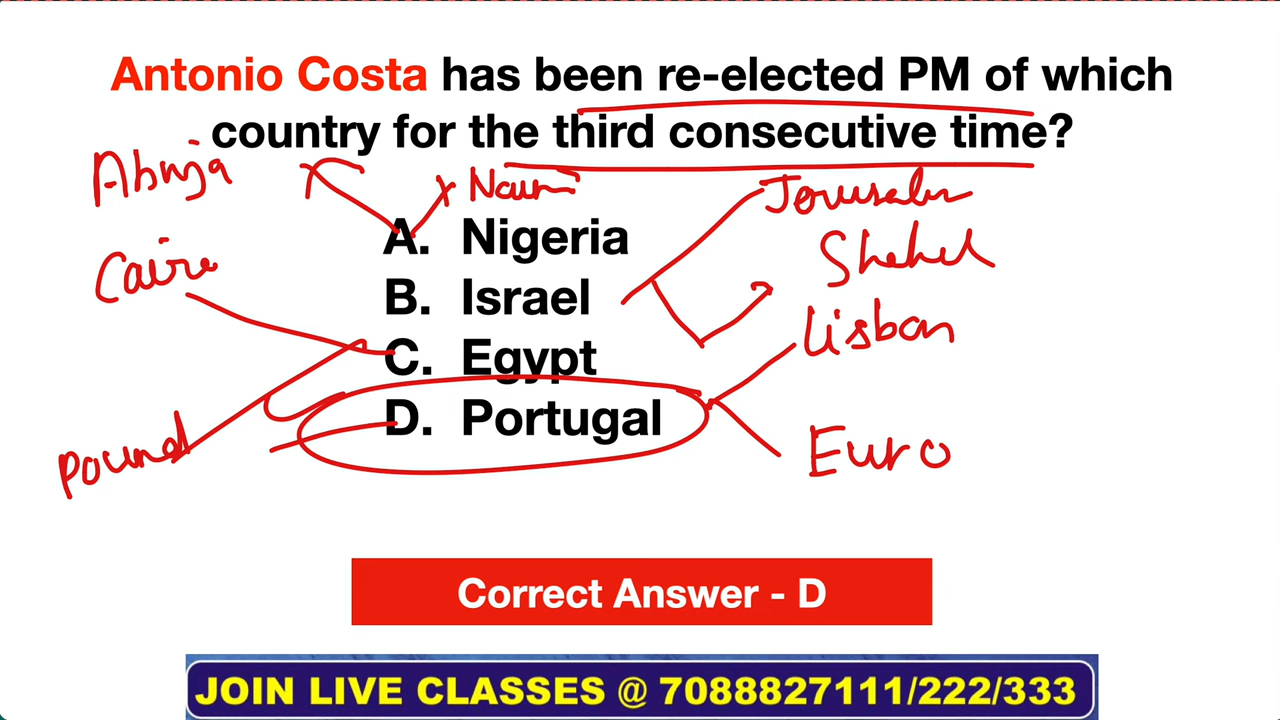 Antonio Costa has been re-elected PM of which
country for the third consecutive time?
Abuja
Jerusalem
A. Nigeria
Cairo
Shekel
B. Israel
Lisbon
C. Egypt
D. Portugal
Pound
Euro
Correct Answer - D
JOIN LIVE CLASSES @ 7088827111/222/333